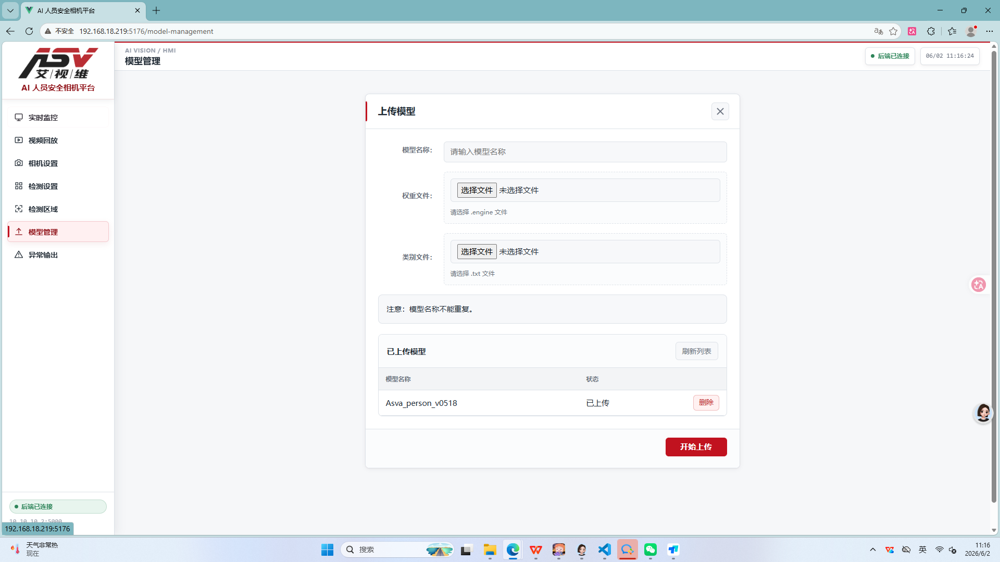 AI 人员安全相机平台
不安全 192.168.18.219:5176/model-management
ASV
艾/视/维
AI 人员安全相机平台
实时监控
视频回放
相机设置
检测设置
检测区域
模型管理
异常输出
后端已连接
10.10.10.2:5000
192.168.18.219:5176
AI VISION / HMI
模型管理
后端已连接
06/02 11:16:24
上传模型
模型名称:
请输入模型名称
权重文件:
选择文件 未选择文件
请选择 .engine 文件
类别文件:
选择文件 未选择文件
请选择 .txt 文件
注意：模型名称不能重复。
已上传模型
刷新列表
模型名称 状态
Asva_person_v0518 已上传 删除
开始上传
天气非常热
现在
搜索
英
11:16
2026/6/2